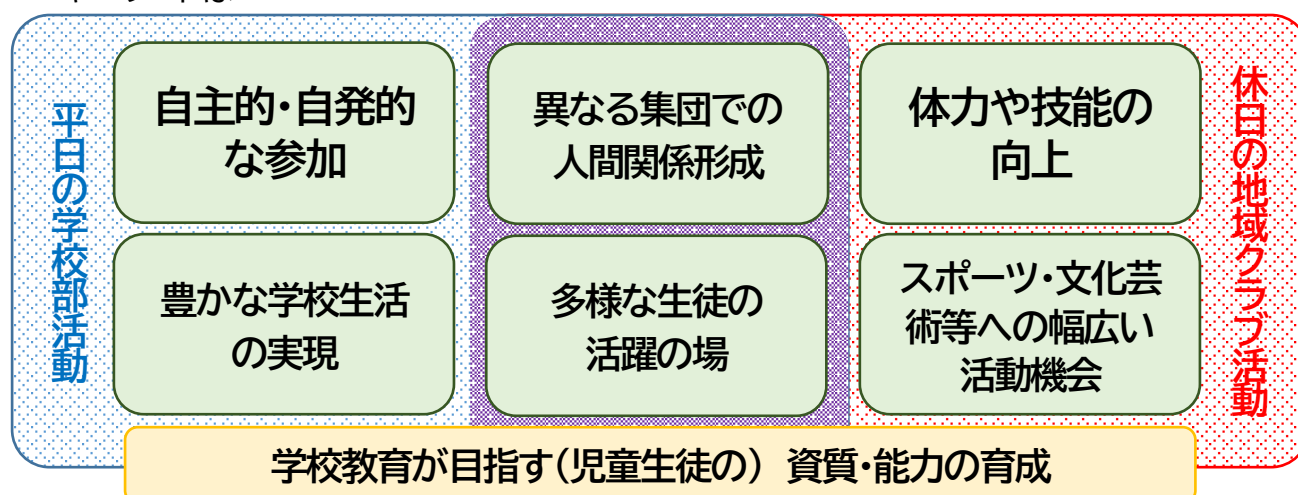 平日の学校部活動
自主的・自発的
な参加
異なる集団での
人間関係形成
体力や技能の
向上
休日の地域クラブ活動
豊かな学校生活
の実現
多様な生徒の
活躍の場
スポーツ・文化芸
術等への幅広い
活動機会
学校教育が目指す(児童生徒の) 資質・能力の育成